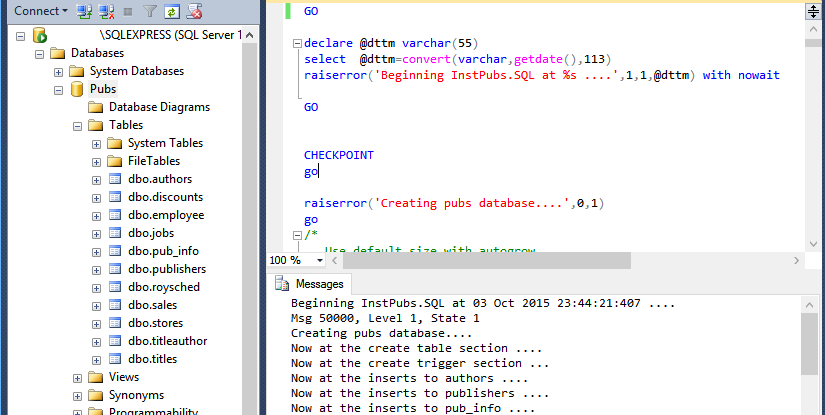 Connect
\SQLEXPRESS (SQL Server 1
Databases
System Databases
Pubs
Database Diagrams
Tables
System Tables
FileTables
dbo.authors
dbo.discounts
dbo.employee
dbo.jobs
dbo.pub_info
dbo.publishers
dbo.roysched
dbo.sales
dbo.stores
dbo.titleauthor
dbo.titles
Views
Synonyms
Programmability
GO
declare @dttm varchar(55)
select  @dttm=convert(varchar,getdate(),113)
raiserror('Beginning InstPubs.SQL at %s ....',1,1,@dttm) with nowait
GO
CHECKPOINT
go
raiserror('Creating pubs database....',0,1)
go
/*
Use default size with autogrow
100 %
Messages
Beginning InstPubs.SQL at 03 Oct 2015 23:44:21:407 ....
Msg 50000, Level 1, State 1
Creating pubs database....
Now at the create table section ....
Now at the create trigger section ...
Now at the inserts to authors ....
Now at the inserts to publishers ....
Now at the inserts to pub_info ....